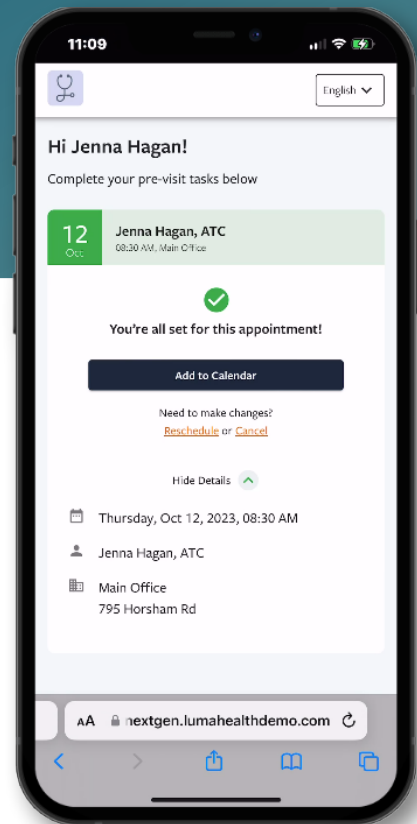 11:09
English
Hi Jenna Hagan!
Complete your pre-visit tasks below
12
Oct
Jenna Hagan, ATC
08:30 AM, Main Office
You're all set for this appointment!
Add to Calendar
Need to make changes?
Reschedule or Cancel
Hide Details
Thursday, Oct 12, 2023, 08:30 AM
Jenna Hagan, ATC
Main Office
795 Horsham Rd
AA nextgen.lumahealthdemo.com